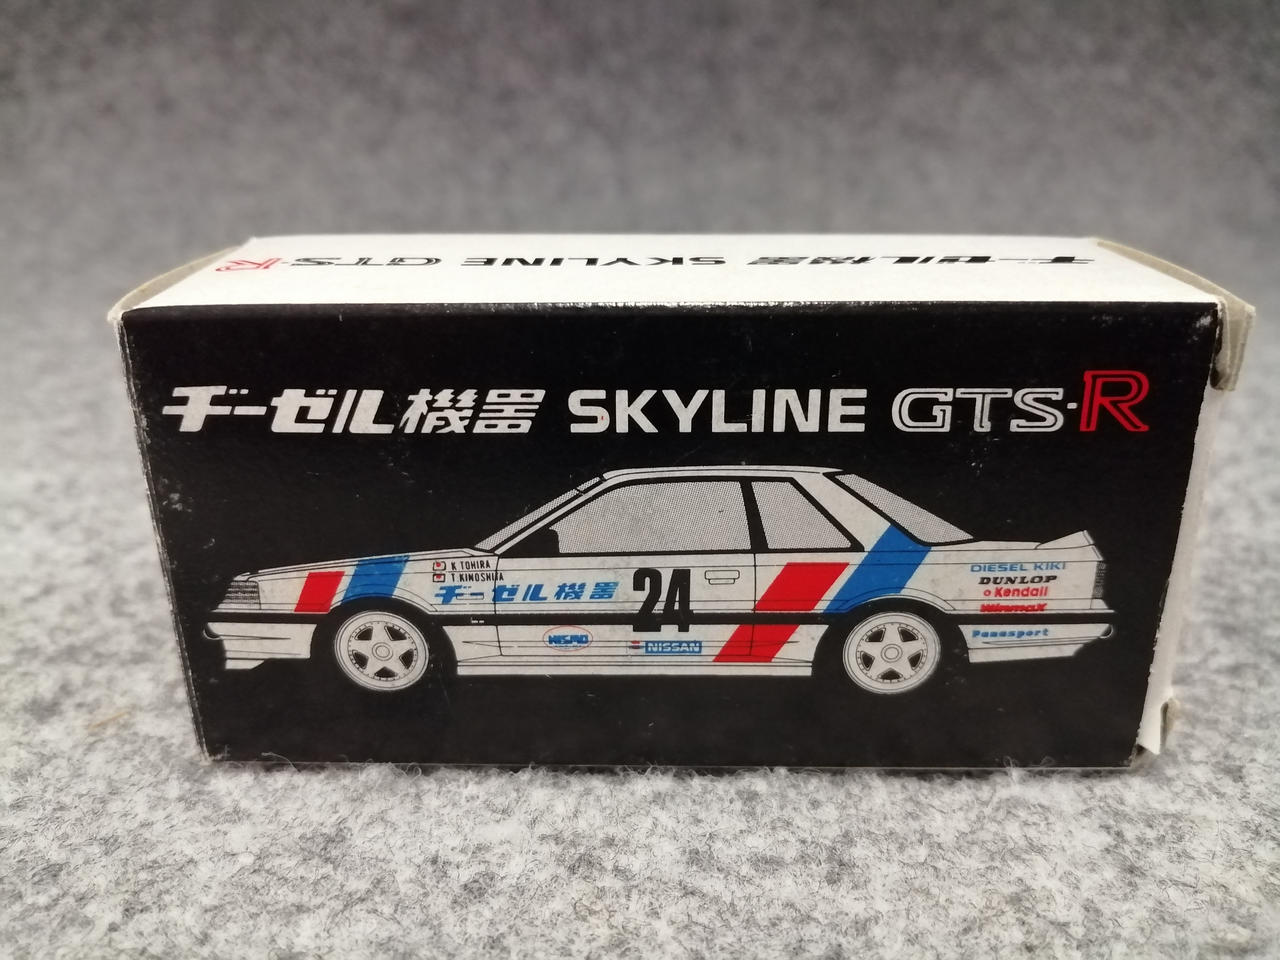 ヂーゼル機器 SKYLINE GTS-R
ヂーゼル機器 SKYLINE GTS-R
K TOHIRA
T. KINOSHITA
ヂーゼル機器
24
NISMO
NISSAN
DIESEL KIKI
DUNLOP
Kendall
Winmax
Panasport